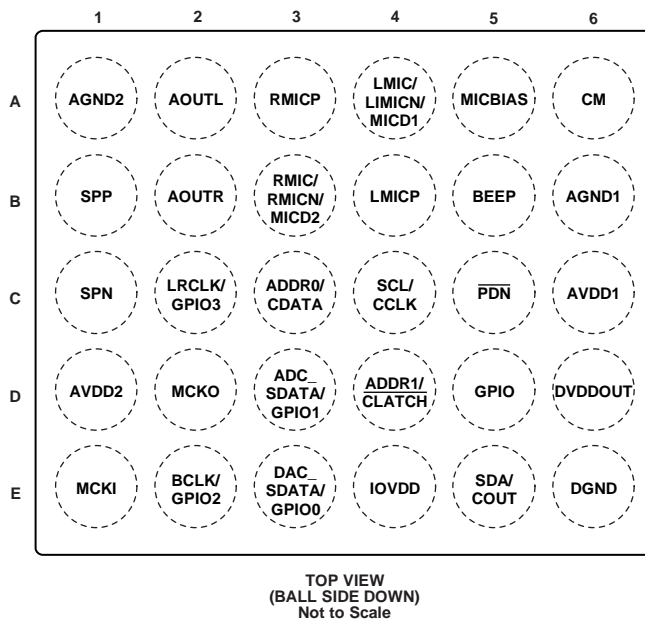 1 2 3 4 5 6
A
AGND2
AOUTL
RMICP
LMIC/
LIMICN/
MICD1
MICBIAS
CM
B
SPP
AOUTR
RMIC/
RMICN/
MICD2
LMICP
BEEP
AGND1
C
SPN
LRCLK/
GPIO3
ADDR0/
CDATA
SCL/
CCLK
PDN
AVDD1
D
AVDD2
MCKO
ADC_
SDATA/
GPIO1
ADDR1/
CLATCH
GPIO
DVDDOUT
E
MCKI
BCLK/
GPIO2
DAC_
SDATA/
GPIO0
IOVDD
SDA/
COUT
DGND
TOP VIEW
(BALL SIDE DOWN)
Not to Scale